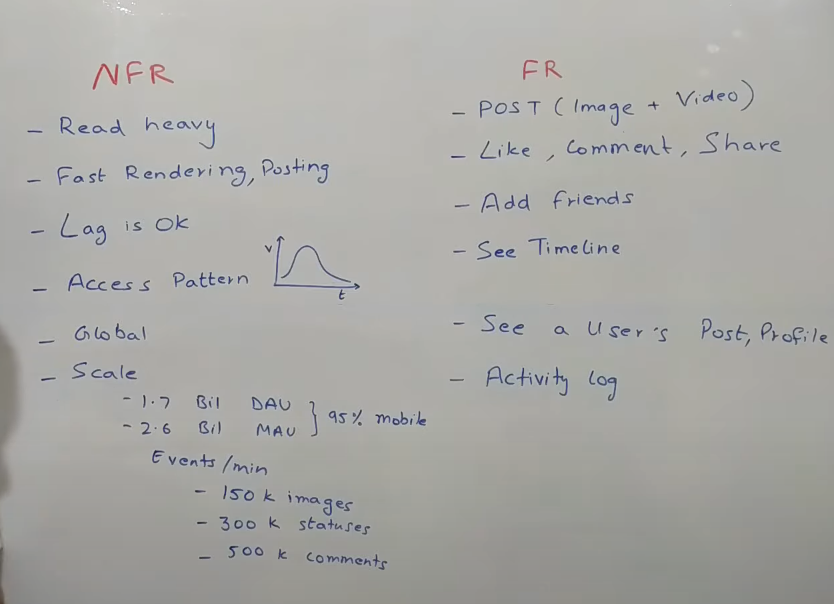 NFR
- Read heavy
- Fast Rendering, Posting
- Lag is Ok
- Access Pattern
v
t
- Global
- Scale
- 1.7 Bil DAU
- 2.6 Bil MAU
95% mobile
Events/min
- 150 k images
- 300 k statuses
- 500 k comments
FR
- POST (Image + Video)
- Like, Comment, Share
- Add friends
- See Timeline
- See a User's Post, Profile
- Activity log